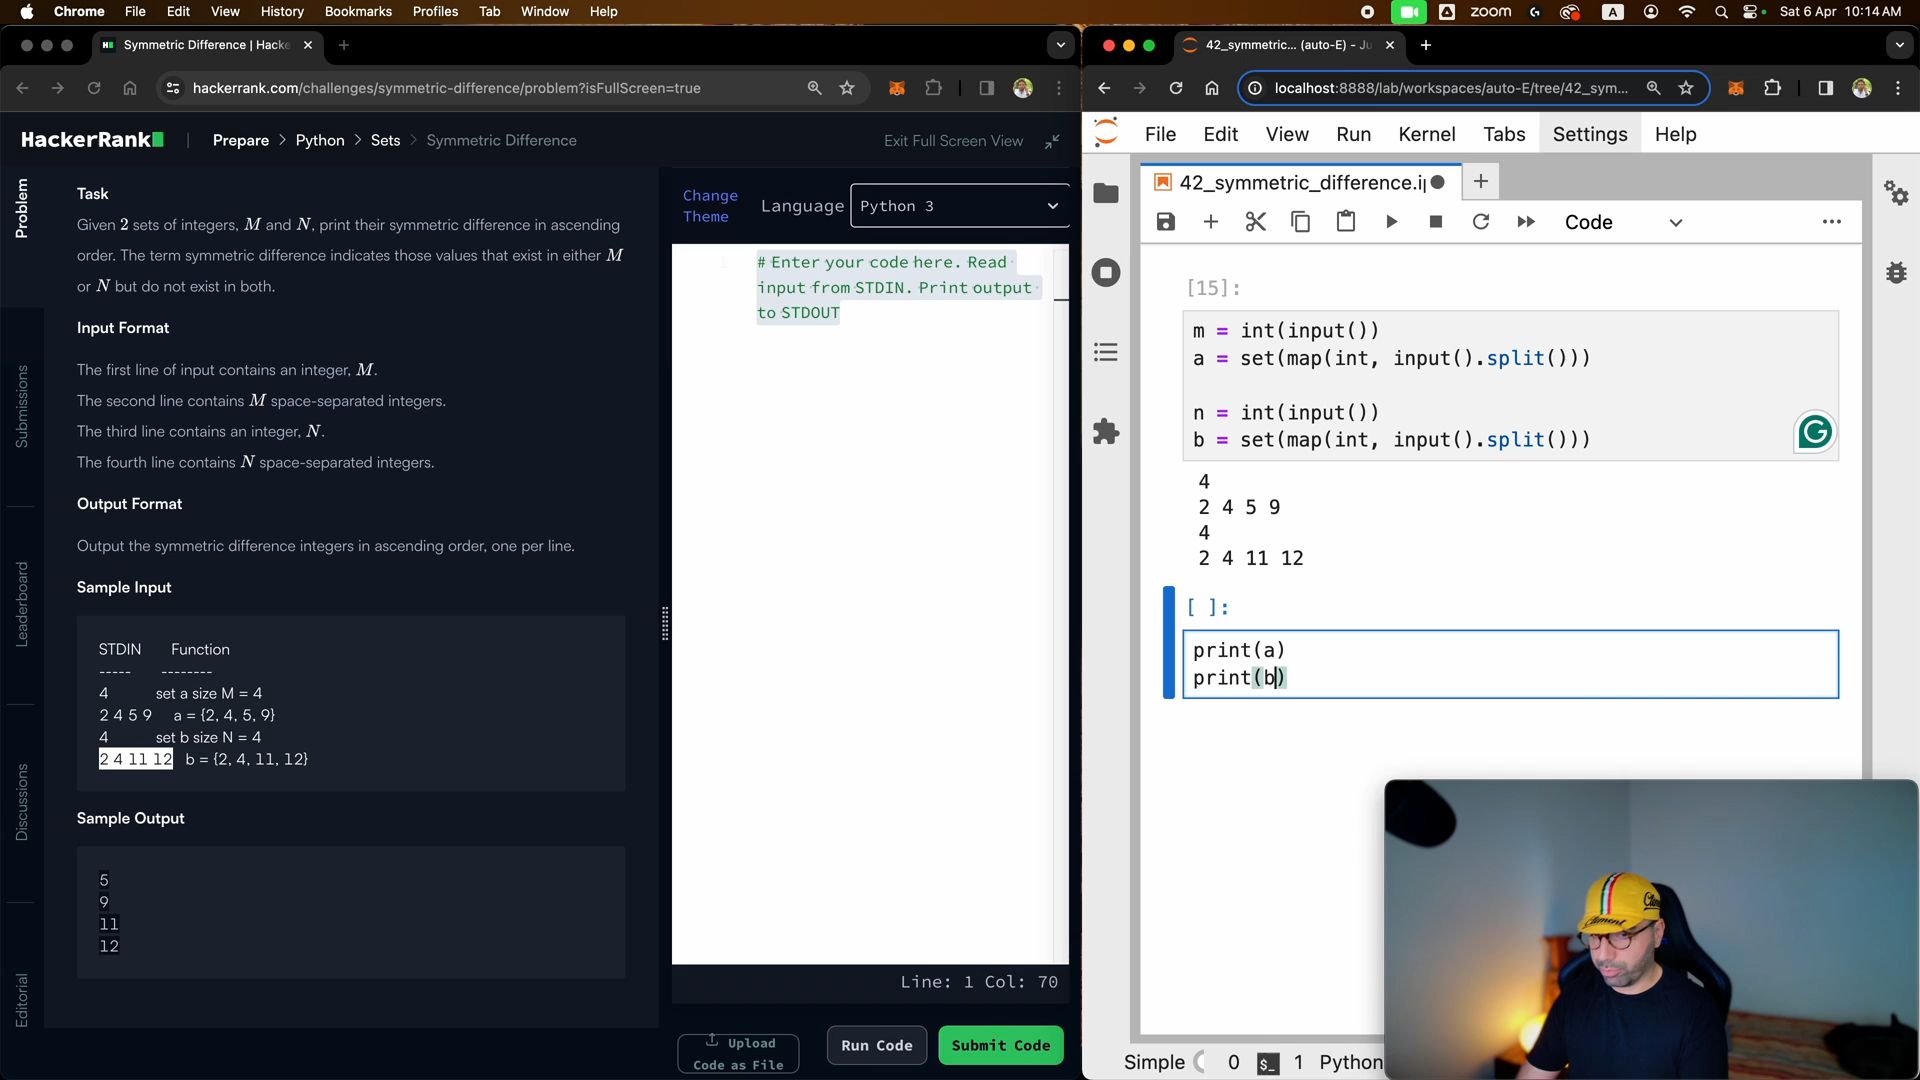 Chrome File Edit View History Bookmarks Profiles Tab Window Help
zoom A Sat 6 Apr 10:14 AM
Symmetric Difference | Hacke
hackerrank.com/challenges/symmetric-difference/problem?isFullScreen=true
HackerRank
Prepare > Python > Sets > Symmetric Difference
Exit Full Screen View
Problem
Submissions
Leaderboard
Discussions
Editorial
Task
Given 2 sets of integers, M and N, print their symmetric difference in ascending
order. The term symmetric difference indicates those values that exist in either M
or N but do not exist in both.
Input Format
The first line of input contains an integer, M.
The second line contains M space-separated integers.
The third line contains an integer, N.
The fourth line contains N space-separated integers.
Output Format
Output the symmetric difference integers in ascending order, one per line.
Sample Input
STDIN Function
----- --------
4 set a size M = 4
2 4 5 9 a = {2, 4, 5, 9}
4 set b size N = 4
2 4 11 12 b = {2, 4, 11, 12}
Sample Output
5
9
11
12
Change
Theme
Language
Python 3
1
# Enter your code here. Read
input from STDIN. Print output
to STDOUT
Line: 1 Col: 70
Upload
Code as File
Run Code
Submit Code
42_symmetric... (auto-E) - Ju
localhost:8888/lab/workspaces/auto-E/tree/42_sym...
File Edit View Run Kernel Tabs Settings Help
42_symmetric_difference.i
Code
[15]:
m = int(input())
a = set(map(int, input().split()))
n = int(input())
b = set(map(int, input().split()))
4
2 4 5 9
4
2 4 11 12
[ ]:
print(a)
print(b)
Simple 0 $_ 1 Python
Clement